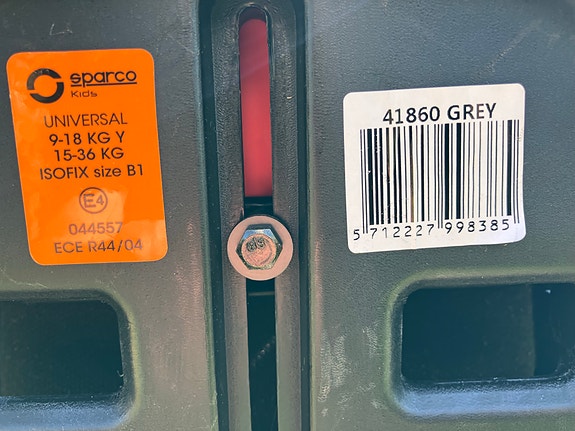 sparco
Kids
UNIVERSAL
9-18 KG Y
15-36 KG
ISOFIX size B1
E4
044557
ECE R44/04
41860 GREY
5 712227 998385